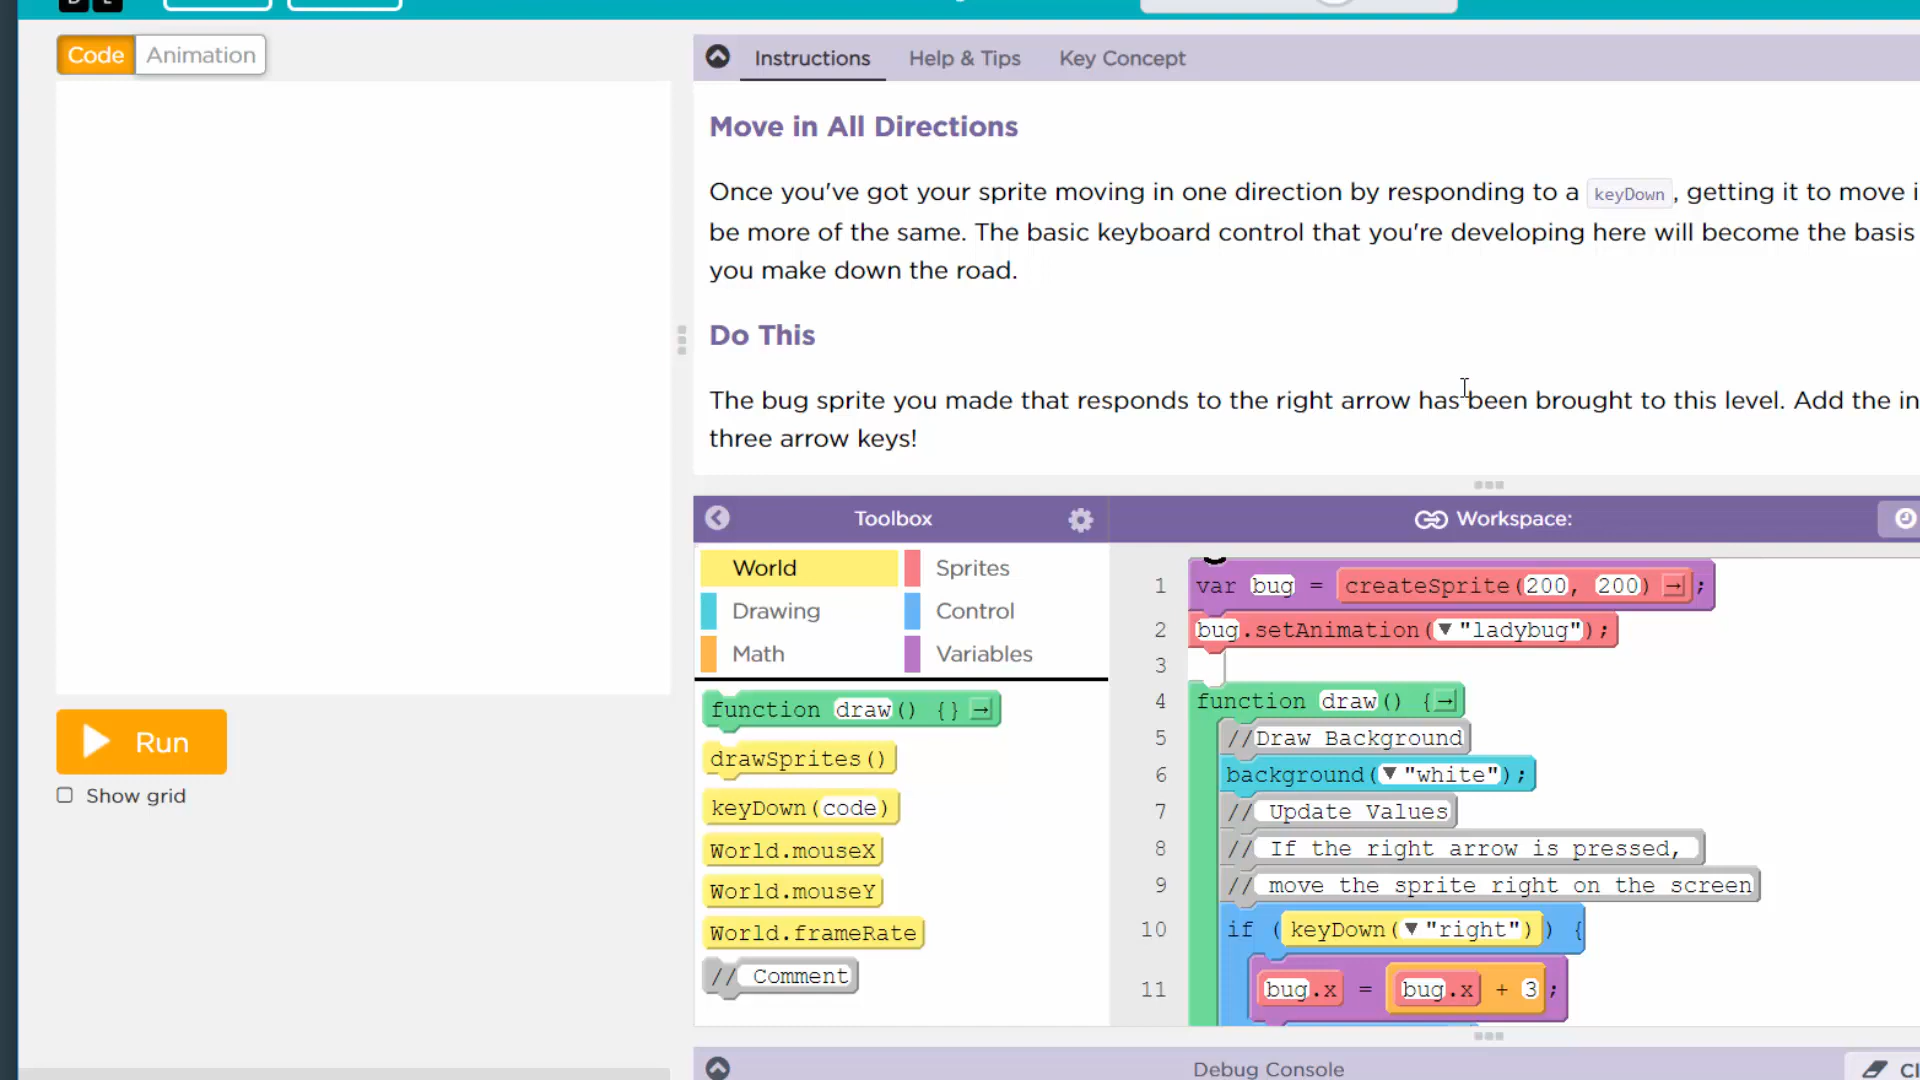 Code Animation
Instructions Help & Tips Key Concept
Move in All Directions
Once you've got your sprite moving in one direction by responding to a keyDown, getting it to move
be more of the same. The basic keyboard control that you're developing here will become the basis
you make down the road.
Do This
The bug sprite you made that responds to the right arrow has been brought to this level. Add the
three arrow keys!
Toolbox
Workspace:
World Sprites
Drawing Control
Math Variables
function draw() {} →
drawSprites()
keyDown(code)
World.mouseX
World.mouseY
World.frameRate
// Comment
1 var bug = createSprite(200, 200) → ;
2 bug.setAnimation(▼"ladybug");
3
4 function draw() {→
5 //Draw Background
6 background(▼"white");
7 // Update Values
8 // If the right arrow is pressed,
9 // move the sprite right on the screen
10 if (keyDown(▼"right")) {
11 bug.x = bug.x + 3;
Run
Show grid
Debug Console